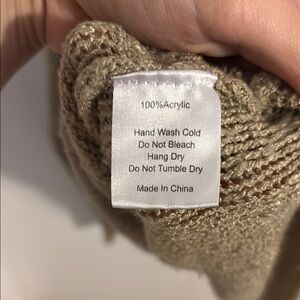 100%Acrylic
Hand Wash Cold
Do Not Bleach
Hang Dry
Do Not Tumble Dry
Made In China